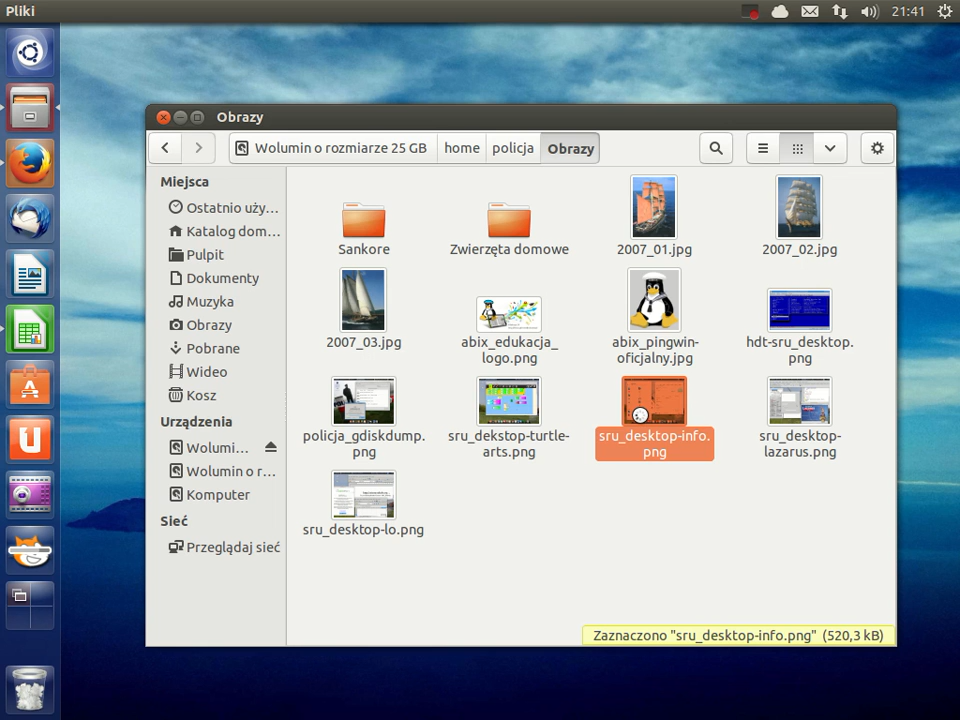 Pliki
21:41
Obrazy
Wolumin o rozmiarze 25 GB home policja Obrazy
Miejsca
Ostatnio uży…
Katalog dom…
Pulpit
Dokumenty
Muzyka
Obrazy
Pobrane
Wideo
Kosz
Urządzenia
Wolumi…
Wolumin o r…
Komputer
Sieć
Przeglądaj sieć
Sankore
Zwierzęta domowe
2007_01.jpg
2007_02.jpg
2007_03.jpg
abix_edukacja_
logo.png
abix_pingwin-
oficjalny.jpg
hdt-sru_desktop.
png
policja_gdiskdump.
png
sru_dekstop-turtle-
arts.png
sru_desktop-info.
png
sru_desktop-
lazarus.png
sru_desktop-lo.png
Zaznaczono "sru_desktop-info.png" (520,3 kB)